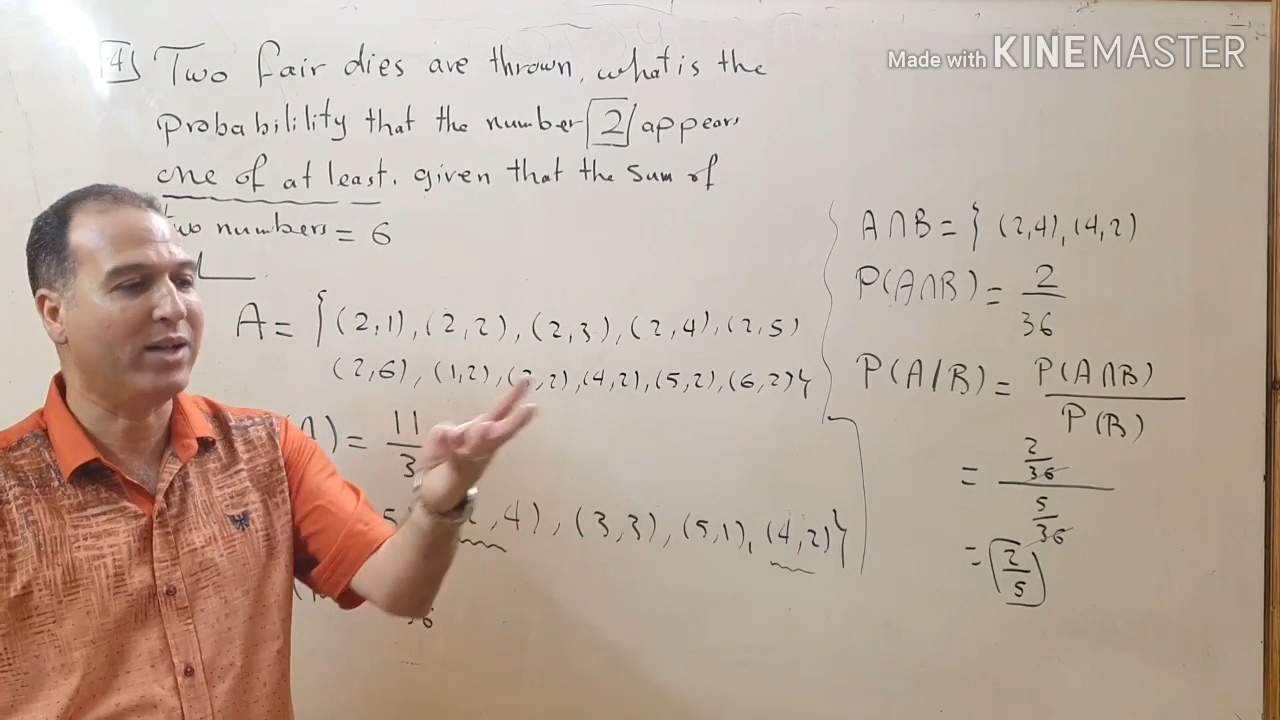 Made with KINEMASTER
4 Two fair dies are thrown, what is the
probabilility that the number 2 appears
one of at least. given that the sum of
two numbers = 6
A = {(2,1), (2,2), (2,3), (2,4), (2,5)
(2,6), (1,2), (3,2), (4,2), (5,2), (6,2)}
) = 11/3
5 ,4), (3,3), (5,1), (4,2)}
36
A∩B = { (2,4), (4,2)
P(A∩B) = 2/36
P(A/B) = P(A∩B)/P(B)
= 2/36 / 5/36
= 2/5